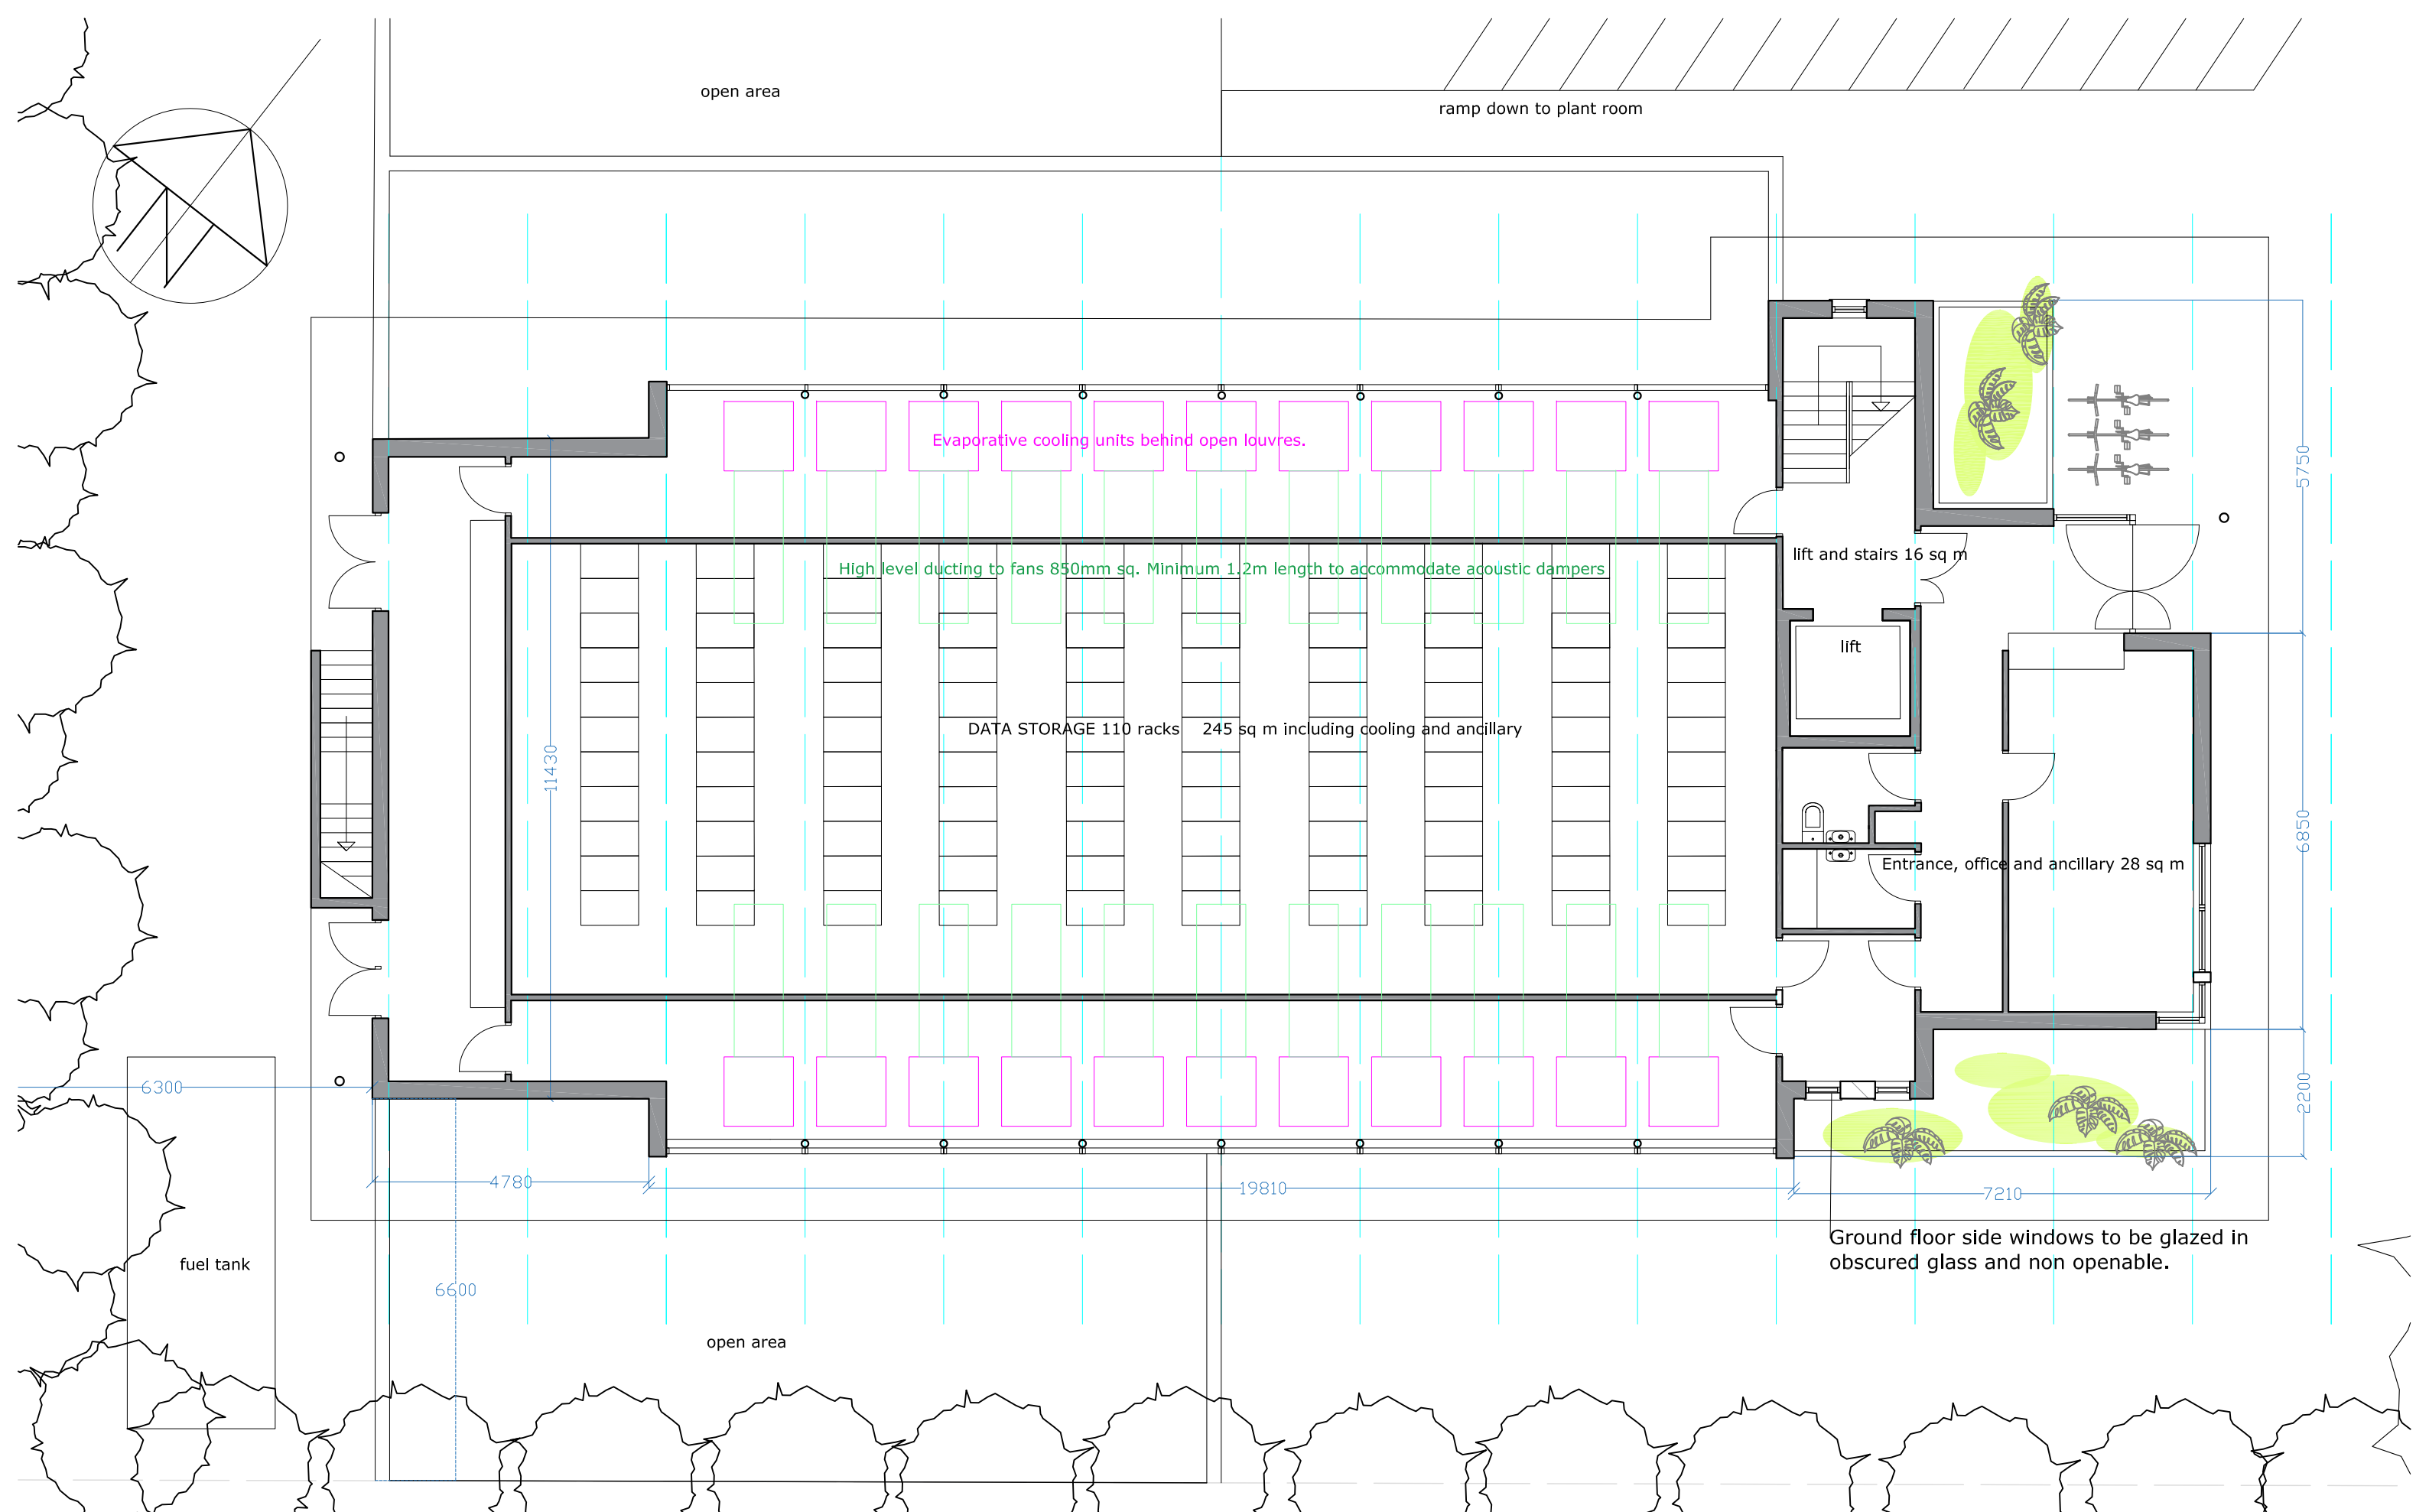 open area
ramp down to plant room
Evaporative cooling units behind open louvres.
5750
lift and stairs 16 sq m
High level ducting to fans 850mm sq. Minimum 1.2m length to accommodate acoustic dampers
lift
DATA STORAGE 110 racks 245 sq m including cooling and ancillary
11430
6850
Entrance, office and ancillary 28 sq m
6300
2200
4780
19810
7210
Ground floor side windows to be glazed in
obscured glass and non openable.
fuel tank
6600
open area